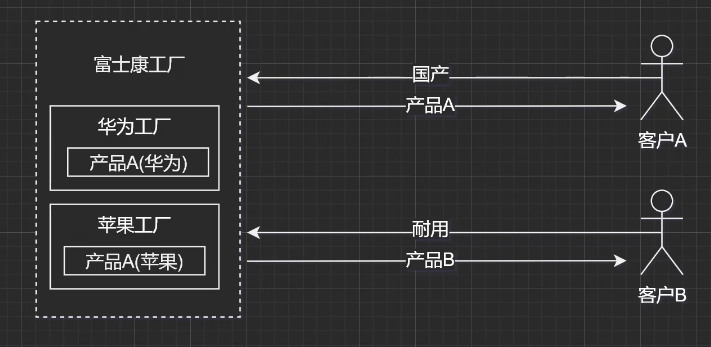 富士康工厂
国产
产品A
华为工厂
产品A(华为)
客户A
苹果工厂
产品A(苹果)
耐用
产品B
客户B